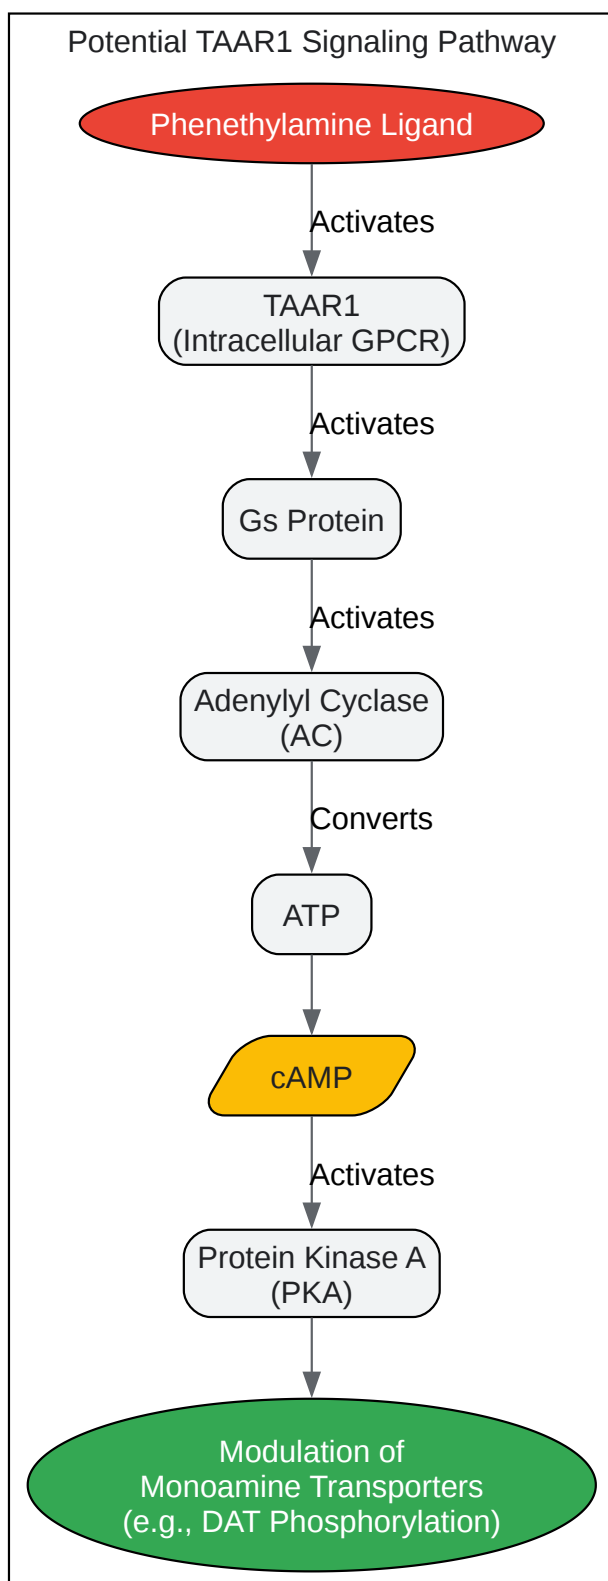 Potential TAAR1 Signaling Pathway
Phenethylamine Ligand
Activates
TAAR1
(Intracellular GPCR)
Activates
Gs Protein
Activates
Adenylyl Cyclase
(AC)
Converts
ATP
cAMP
Activates
Protein Kinase A
(PKA)
Modulation of
Monoamine Transporters
(e.g., DAT Phosphorylation)